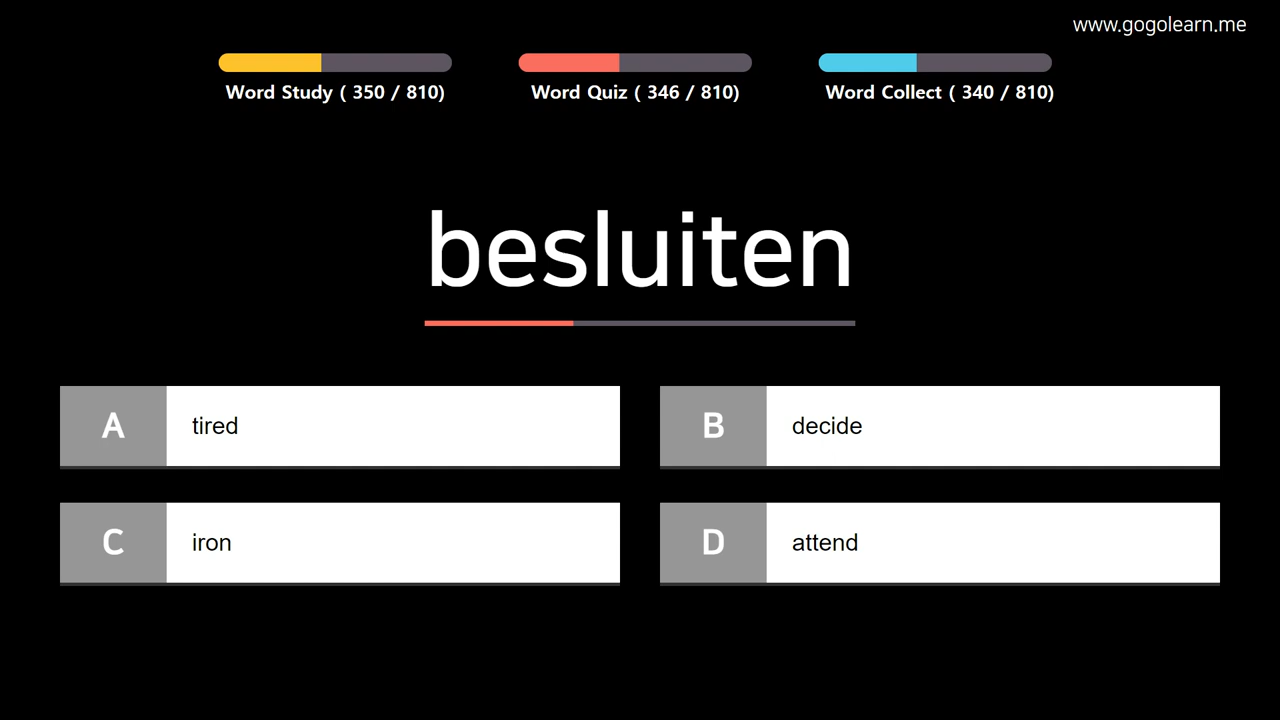 www.gogolearn.me
Word Study ( 350 / 810)
Word Quiz ( 346 / 810)
Word Collect ( 340 / 810)
besluiten
A
tired
B
decide
C
iron
D
attend